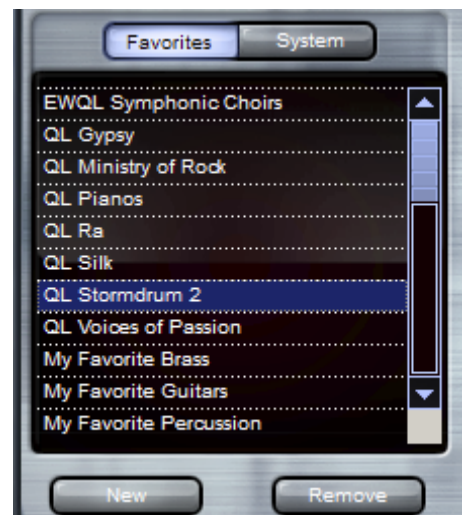 Favorites System
EWQL Symphonic Choirs
QL Gypsy
QL Ministry of Rock
QL Pianos
QL Ra
QL Silk
QL Stormdrum 2
QL Voices of Passion
My Favorite Brass
My Favorite Guitars
My Favorite Percussion
New Remove